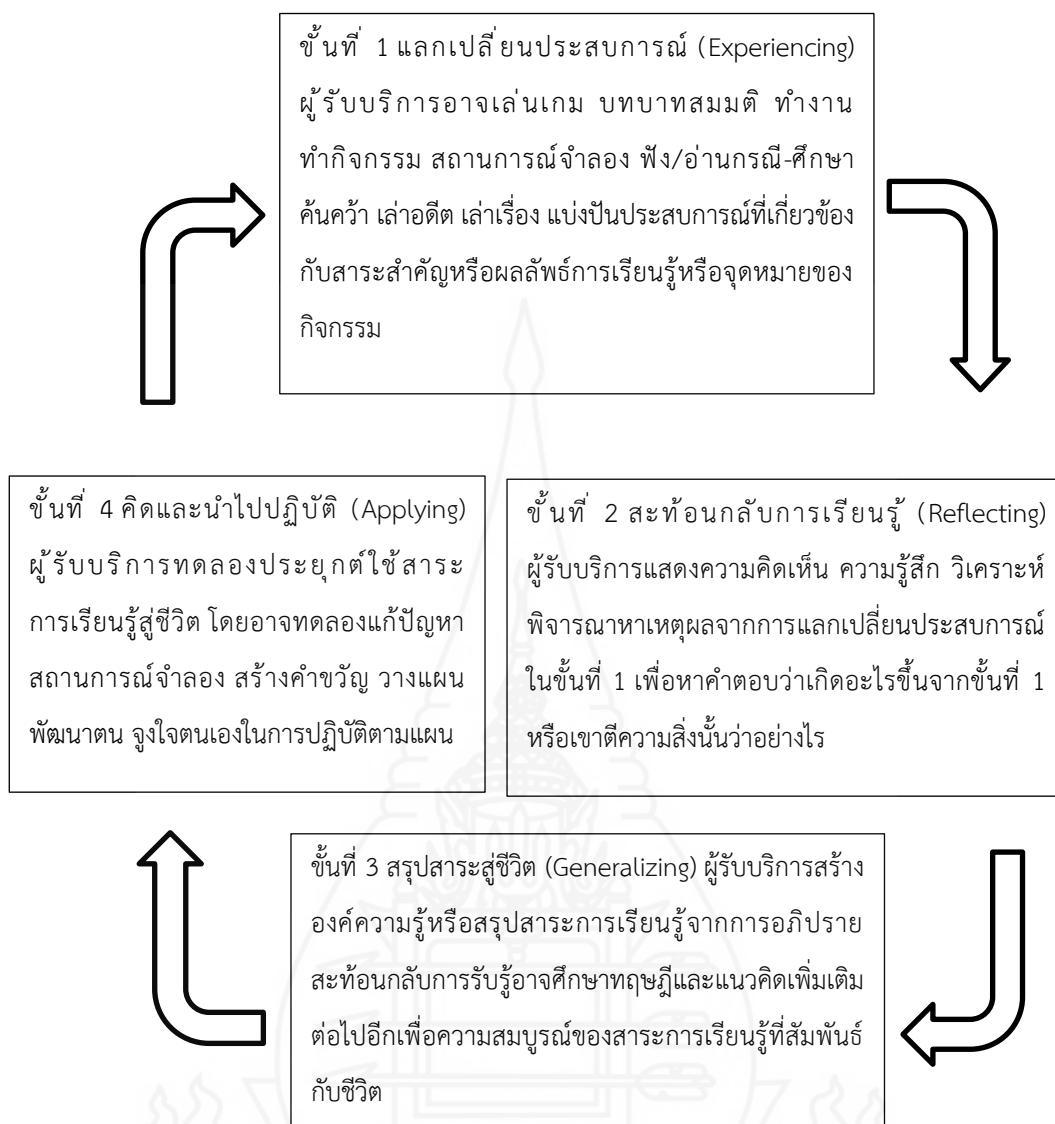 ขั้นที่ 1 แลกเปลี่ยนประสบการณ์ (Experiencing)
ผู้รับบริการอาจเล่นเกม บทบาทสมมติ ทำงาน
ทำกิจกรรม สถานการณ์จำลอง ฟัง/อ่านกรณี-ศึกษา
ค้นคว้า เล่าอดีต เล่าเรื่อง แบ่งปันประสบการณ์ที่เกี่ยวข้อง
กับสาระสำคัญหรือผลลัพธ์การเรียนรู้หรือจุดหมายของ
กิจกรรม
ขั้นที่ 2 สะท้อนกลับการเรียนรู้ (Reflecting)
ผู้รับบริการแสดงความคิดเห็น ความรู้สึก วิเคราะห์
พิจารณาหาเหตุผลจากการแลกเปลี่ยนประสบการณ์
ในขั้นที่ 1 เพื่อหาคำตอบว่าเกิดอะไรขึ้นจากขั้นที่ 1
หรือเขาตีความสิ่งนั้นว่าอย่างไร
ขั้นที่ 3 สรุปสาระสู่ชีวิต (Generalizing) ผู้รับบริการสร้าง
องค์ความรู้หรือสรุปสาระการเรียนรู้จากการอภิปราย
สะท้อนกลับการรับรู้อาจศึกษาทฤษฎีและแนวคิดเพิ่มเติม
ต่อไปอีกเพื่อความสมบูรณ์ของสาระการเรียนรู้ที่สัมพันธ์
กับชีวิต
ขั้นที่ 4 คิดและนำไปปฏิบัติ (Applying)
ผู้รับบริการทดลองประยุกต์ใช้สาระ
การเรียนรู้สู่ชีวิต โดยอาจทดลองแก้ปัญหา
สถานการณ์จำลอง สร้างคำขวัญ วางแผน
พัฒนาตน จูงใจตนเองในการปฏิบัติตามแผน